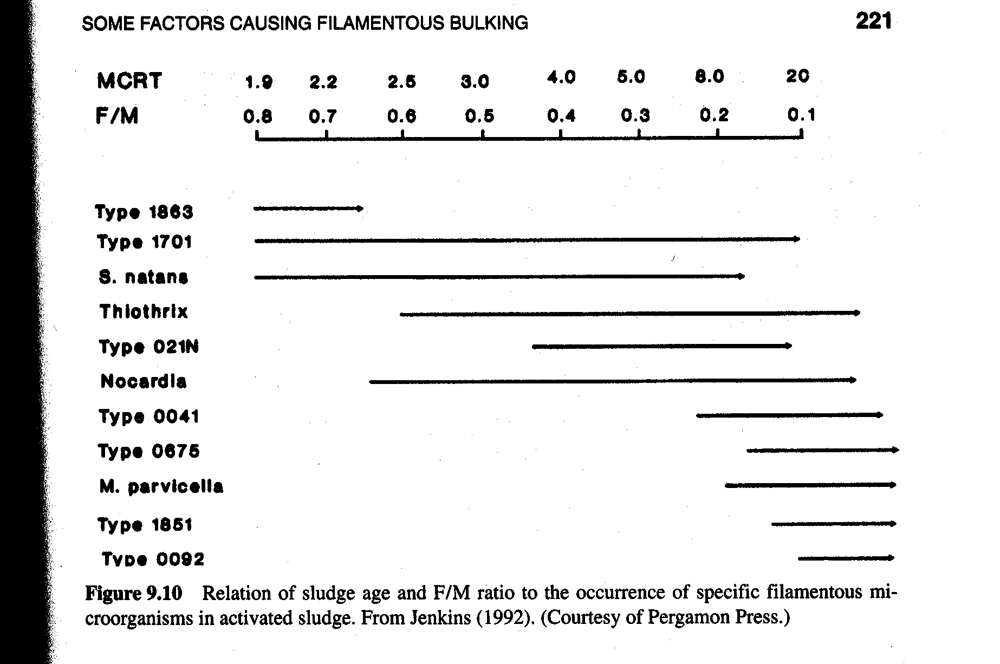 SOME FACTORS CAUSING FILAMENTOUS BULKING 221
MCRT 1.9 2.2 2.5 3.0 4.0 5.0 8.0 20
F/M 0.8 0.7 0.6 0.5 0.4 0.3 0.2 0.1
Type 1863
Type 1701
S. natans
Thiothrix
Type 021N
Nocardia
Type 0041
Type 0675
M. parvicella
Type 1851
Type 0092
Figure 9.10 Relation of sludge age and F/M ratio to the occurrence of specific filamentous mi-
croorganisms in activated sludge. From Jenkins (1992). (Courtesy of Pergamon Press.)